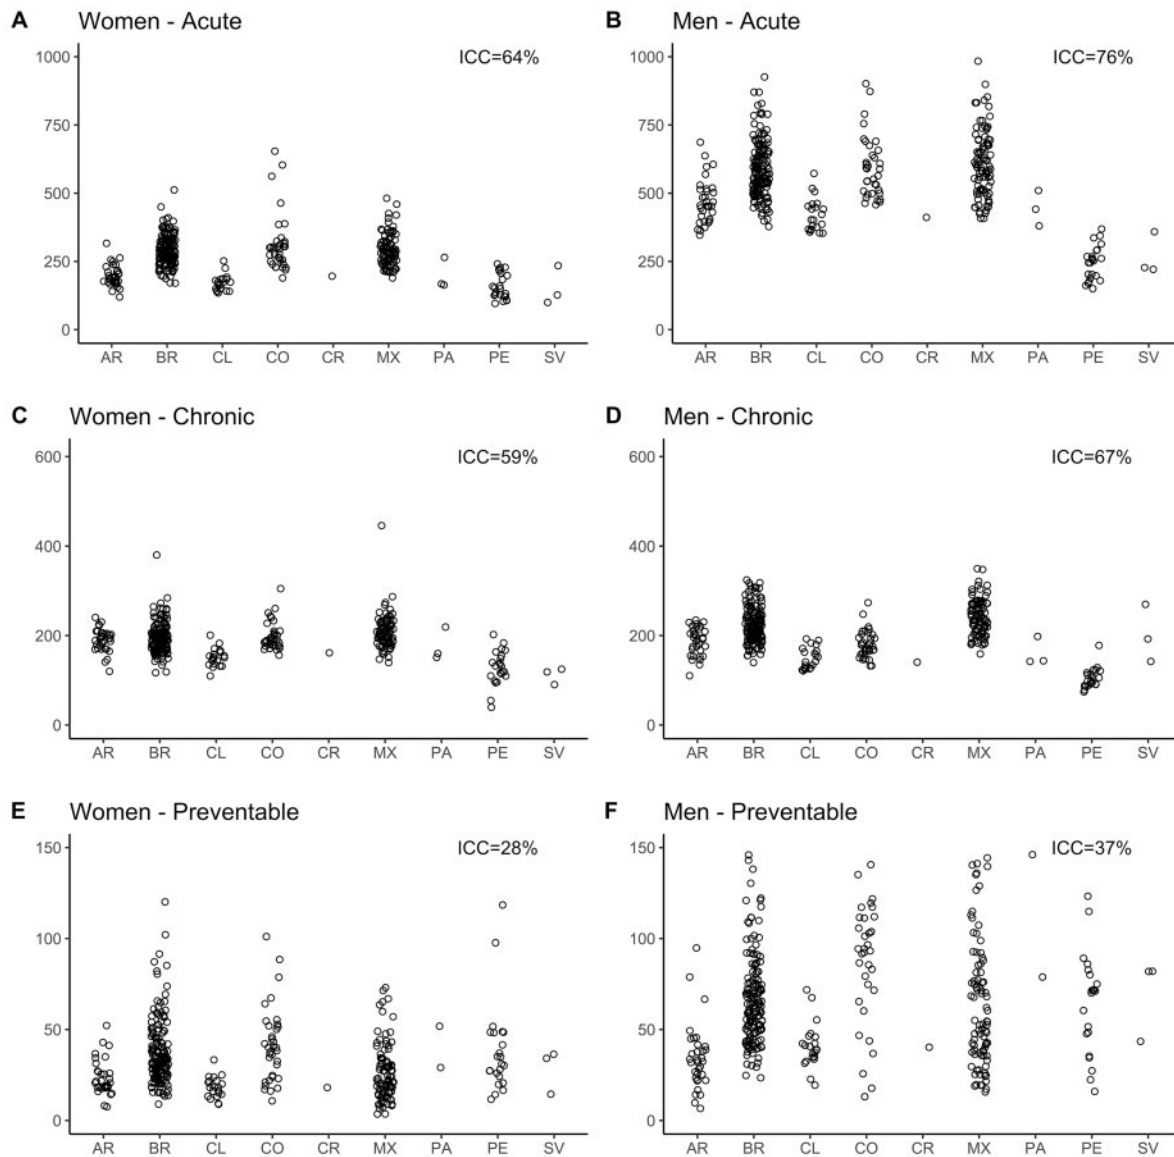 A Women - Acute
ICC=64%
1000
750
500
250
0
AR BR CL CO CR MX PA PE SV
B Men - Acute
ICC=76%
1000
750
500
250
0
AR BR CL CO CR MX PA PE SV
C Women - Chronic
ICC=59%
600
400
200
0
AR BR CL CO CR MX PA PE SV
D Men - Chronic
ICC=67%
600
400
200
0
AR BR CL CO CR MX PA PE SV
E Women - Preventable
ICC=28%
150
100
50
0
AR BR CL CO CR MX PA PE SV
F Men - Preventable
ICC=37%
150
100
50
0
AR BR CL CO CR MX PA PE SV